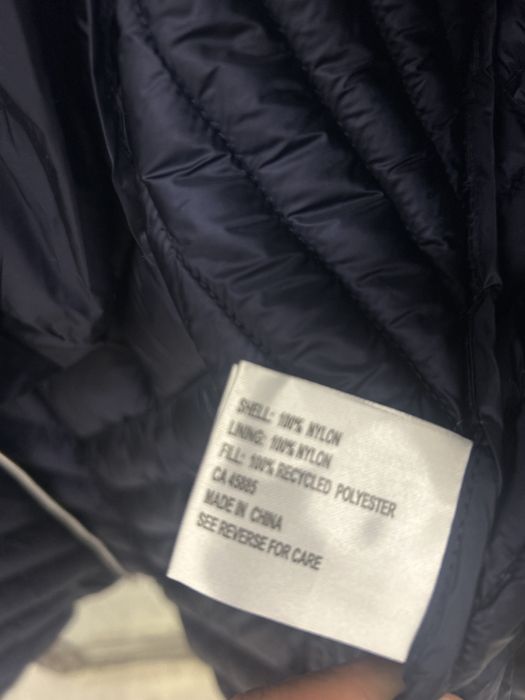 SHELL: 100% NYLON
LINING: 100% NYLON
FILL: 100% RECYCLED POLYESTER
CA 45885
MADE IN CHINA
SEE REVERSE FOR CARE